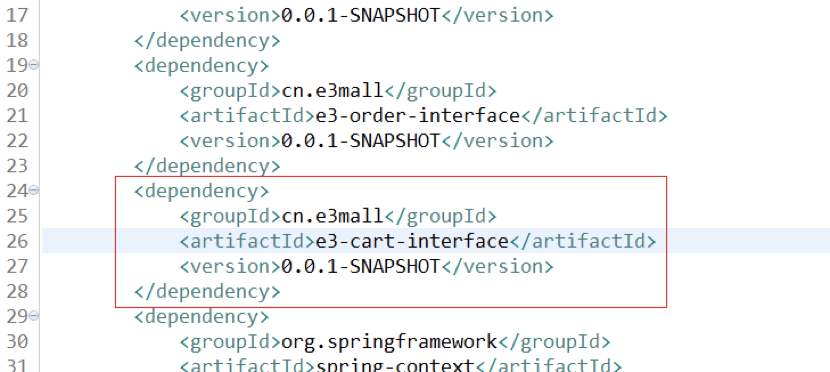 17 <version>0.0.1-SNAPSHOT</version>
18 </dependency>
19 <dependency>
20 <groupId>cn.e3mall</groupId>
21 <artifactId>e3-order-interface</artifactId>
22 <version>0.0.1-SNAPSHOT</version>
23 </dependency>
24 <dependency>
25 <groupId>cn.e3mall</groupId>
26 <artifactId>e3-cart-interface</artifactId>
27 <version>0.0.1-SNAPSHOT</version>
28 </dependency>
29 <dependency>
30 <groupId>org.springframework</groupId>
31 <artifactId>spring-context</artifactId>